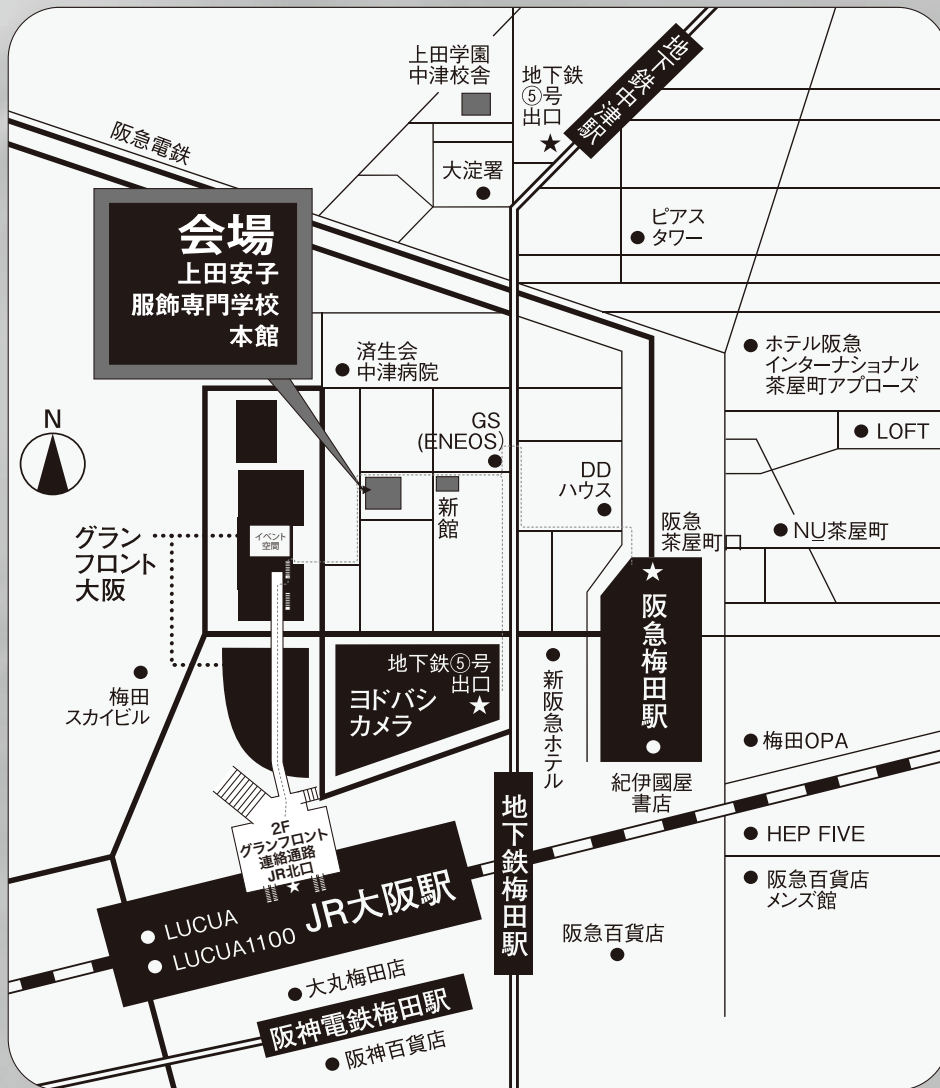 上田学園
中津校舎
地下鉄
⑤号
出口
地下鉄中津駅
阪急電鉄
大淀署
ピアス
タワー
会場
上田安子
服飾専門学校
本館
済生会
中津病院
ホテル阪急
インターナショナル
茶屋町アプローズ
N
GS
(ENEOS)
LOFT
DD
ハウス
新館
阪急
茶屋町口
NU茶屋町
グラン
フロント
大阪
イベント
空間
阪急梅田駅
地下鉄⑤号
出口
ヨドバシ
カメラ
新阪急ホテル
梅田
スカイビル
梅田OPA
紀伊國屋
書店
地下鉄梅田駅
2F
グランフロント
連絡通路
JR北口
HEP FIVE
阪急百貨店
メンズ館
JR大阪駅
LUCUA
LUCUA1100
阪急百貨店
大丸梅田店
阪神電鉄梅田駅
阪神百貨店